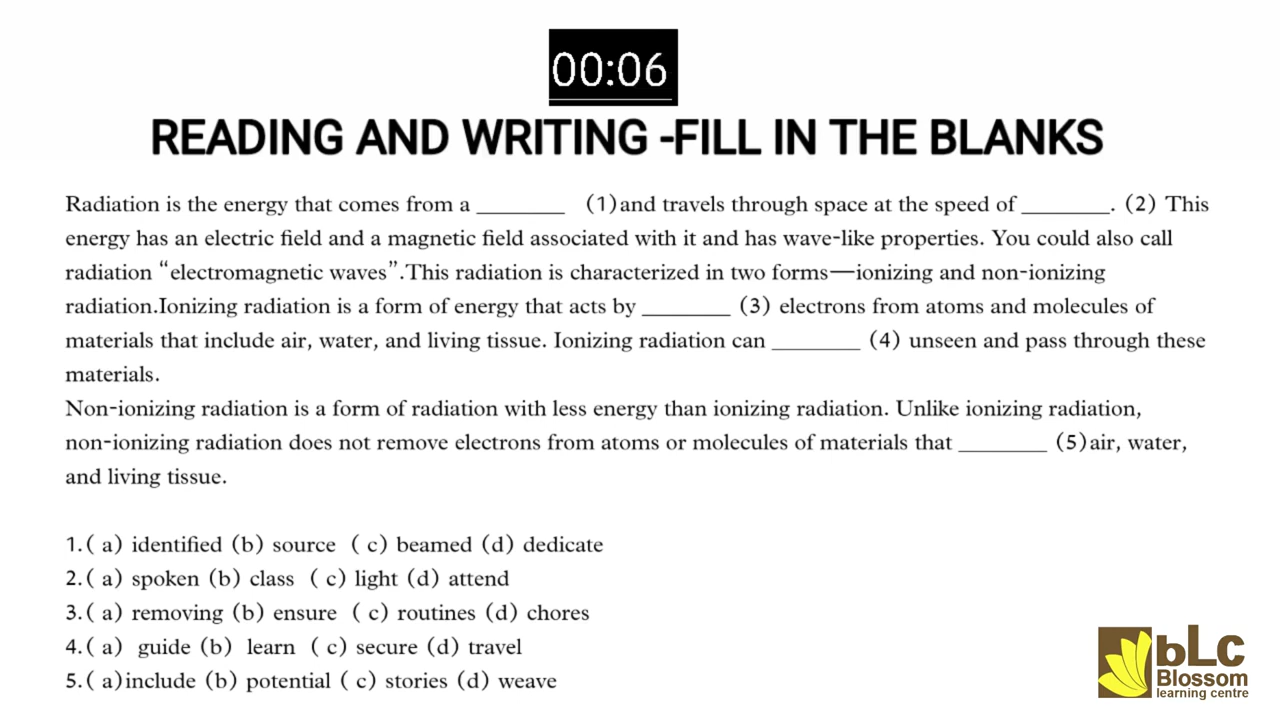 00:06
READING AND WRITING -FILL IN THE BLANKS
Radiation is the energy that comes from a ________ (1)and travels through space at the speed of ________. (2) This
energy has an electric field and a magnetic field associated with it and has wave-like properties. You could also call
radiation “electromagnetic waves”.This radiation is characterized in two forms—ionizing and non-ionizing
radiation.Ionizing radiation is a form of energy that acts by ________ (3) electrons from atoms and molecules of
materials that include air, water, and living tissue. Ionizing radiation can ________ (4) unseen and pass through these
materials.
Non-ionizing radiation is a form of radiation with less energy than ionizing radiation. Unlike ionizing radiation,
non-ionizing radiation does not remove electrons from atoms or molecules of materials that ________ (5)air, water,
and living tissue.
1.( a) identified (b) source ( c) beamed (d) dedicate
2.( a) spoken (b) class ( c) light (d) attend
3.( a) removing (b) ensure ( c) routines (d) chores
4.( a) guide (b) learn ( c) secure (d) travel
5.( a)include (b) potential ( c) stories (d) weave
bLc
Blossom
learning centre